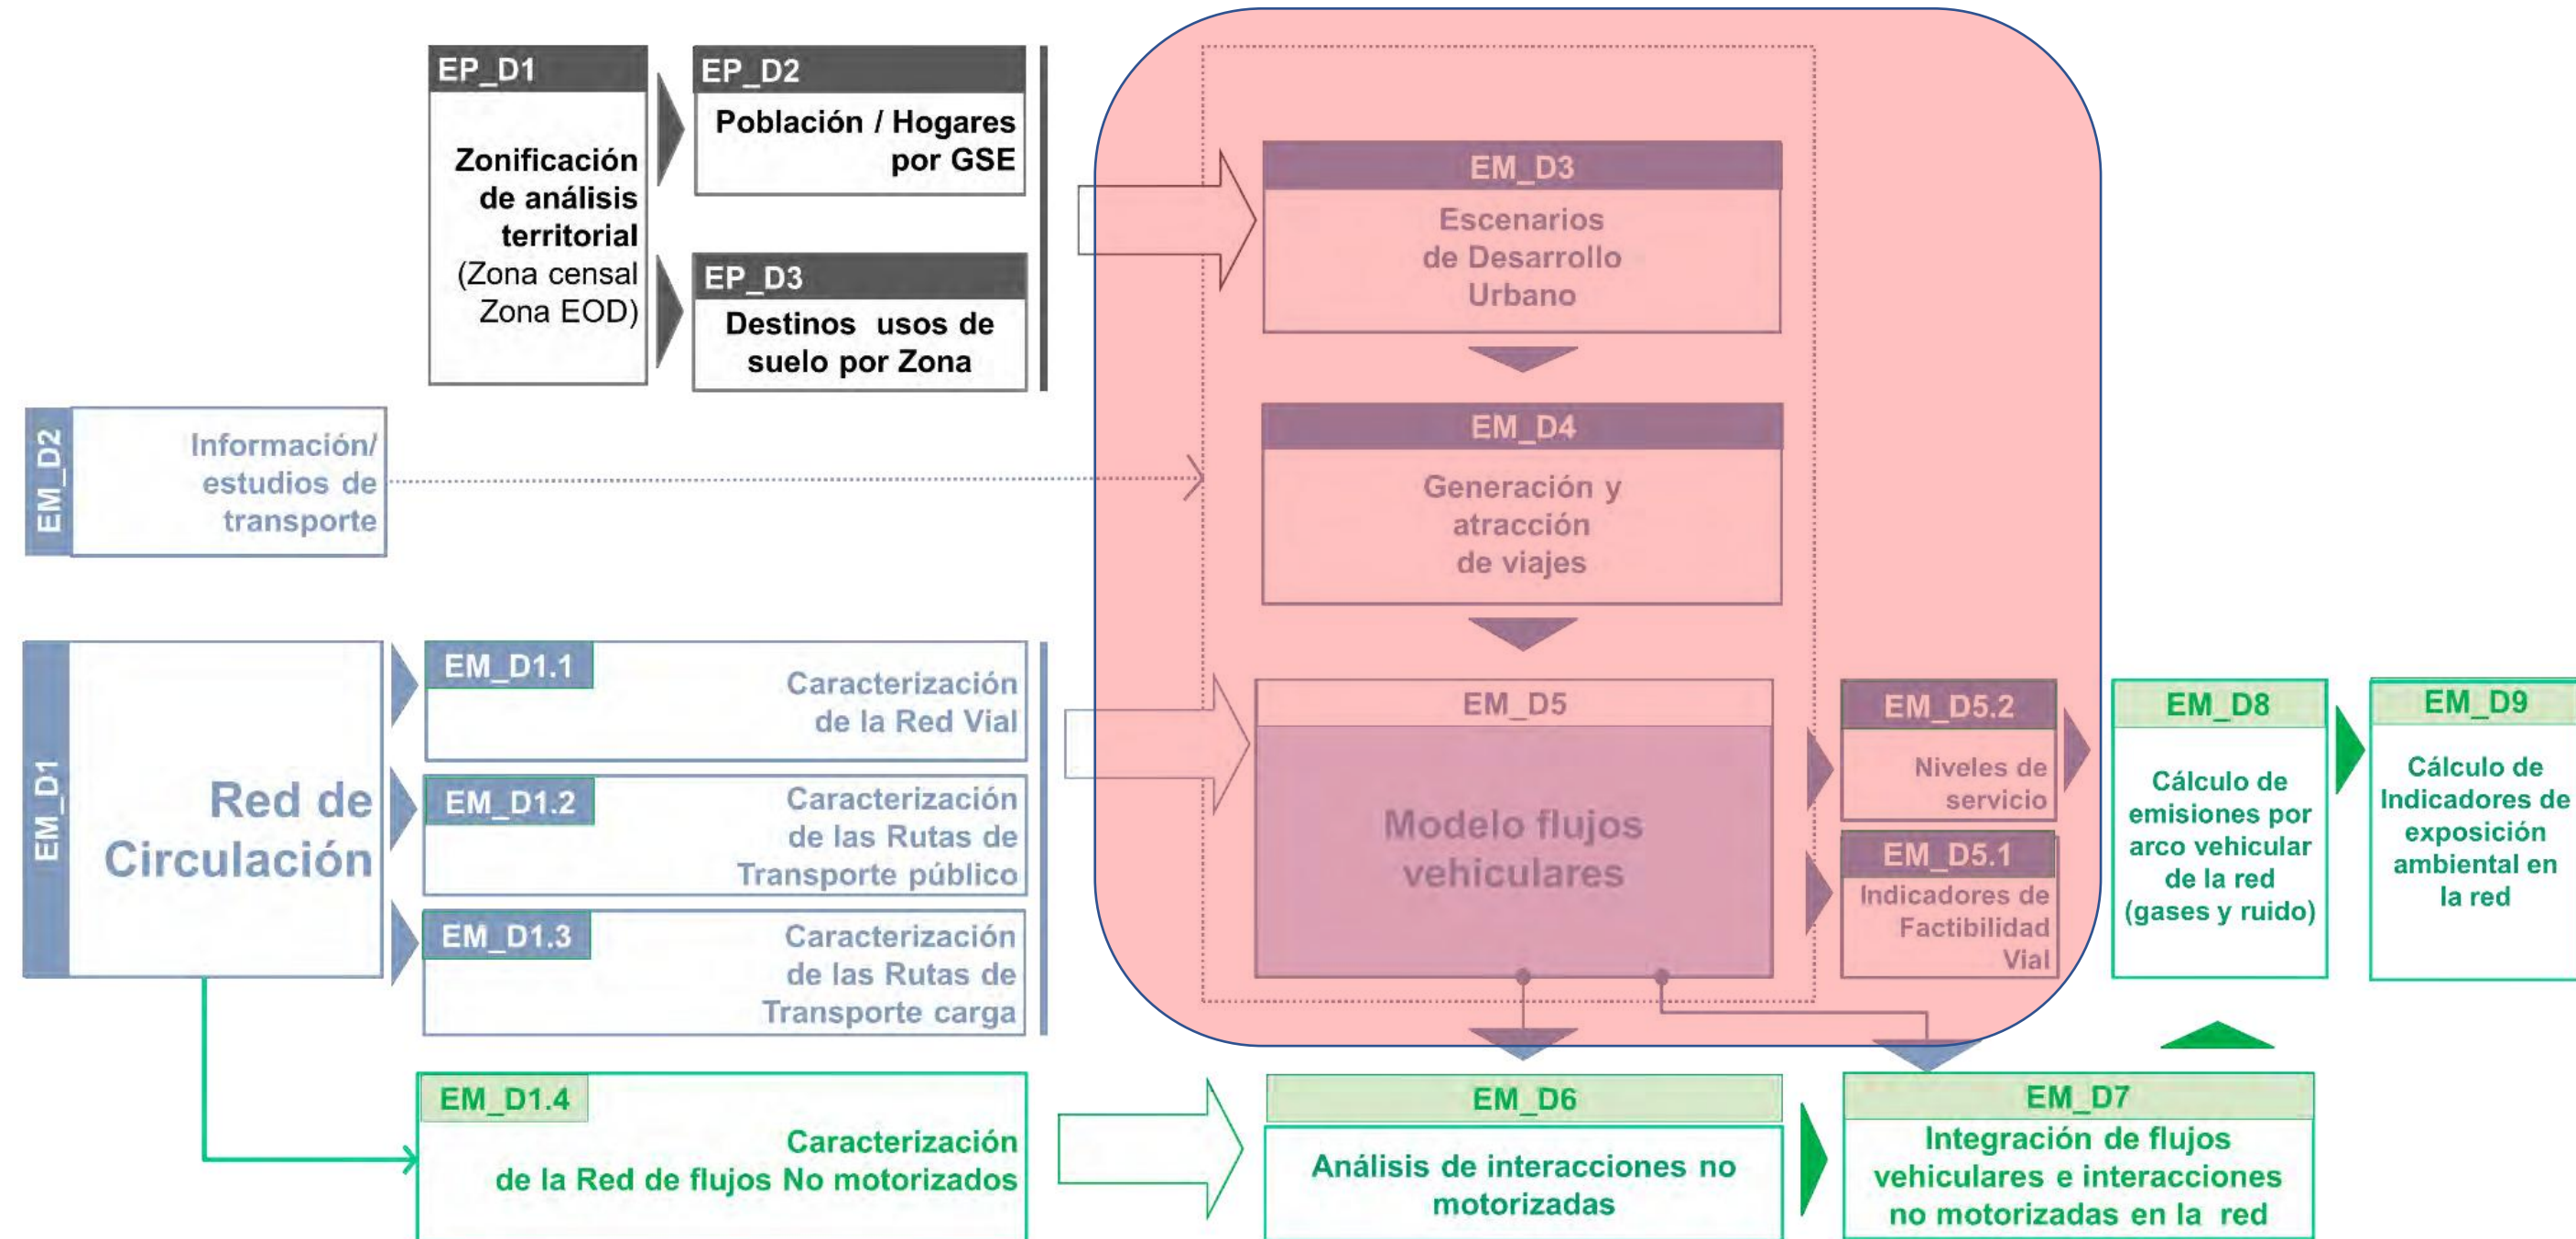 EP_D1
Zonificación
de análisis
territorial
(Zona censal
Zona EOD)
EP_D2
Población / Hogares
por GSE
EP_D3
Destinos usos de
suelo por Zona
EM_D2
Información/
estudios de
transporte
EM_D1
Red de
Circulación
EM_D1.1
Caracterización
de la Red Vial
EM_D1.2
Caracterización
de las Rutas de
Transporte público
EM_D1.3
Caracterización
de las Rutas de
Transporte carga
EM_D1.4
Caracterización
de la Red de flujos No motorizados
EM_D3
Escenarios
de Desarrollo
Urbano
EM_D4
Generación y
atracción
de viajes
EM_D5
Modelo flujos
vehiculares
EM_D5.2
Niveles de
servicio
EM_D5.1
Indicadores de
Factibilidad
Vial
EM_D6
Análisis de interacciones no
motorizadas
EM_D7
Integración de flujos
vehiculares e interacciones
no motorizadas en la red
EM_D8
Cálculo de
emisiones por
arco vehicular
de la red
(gases y ruido)
EM_D9
Cálculo de
Indicadores de
exposición
ambiental en
la red